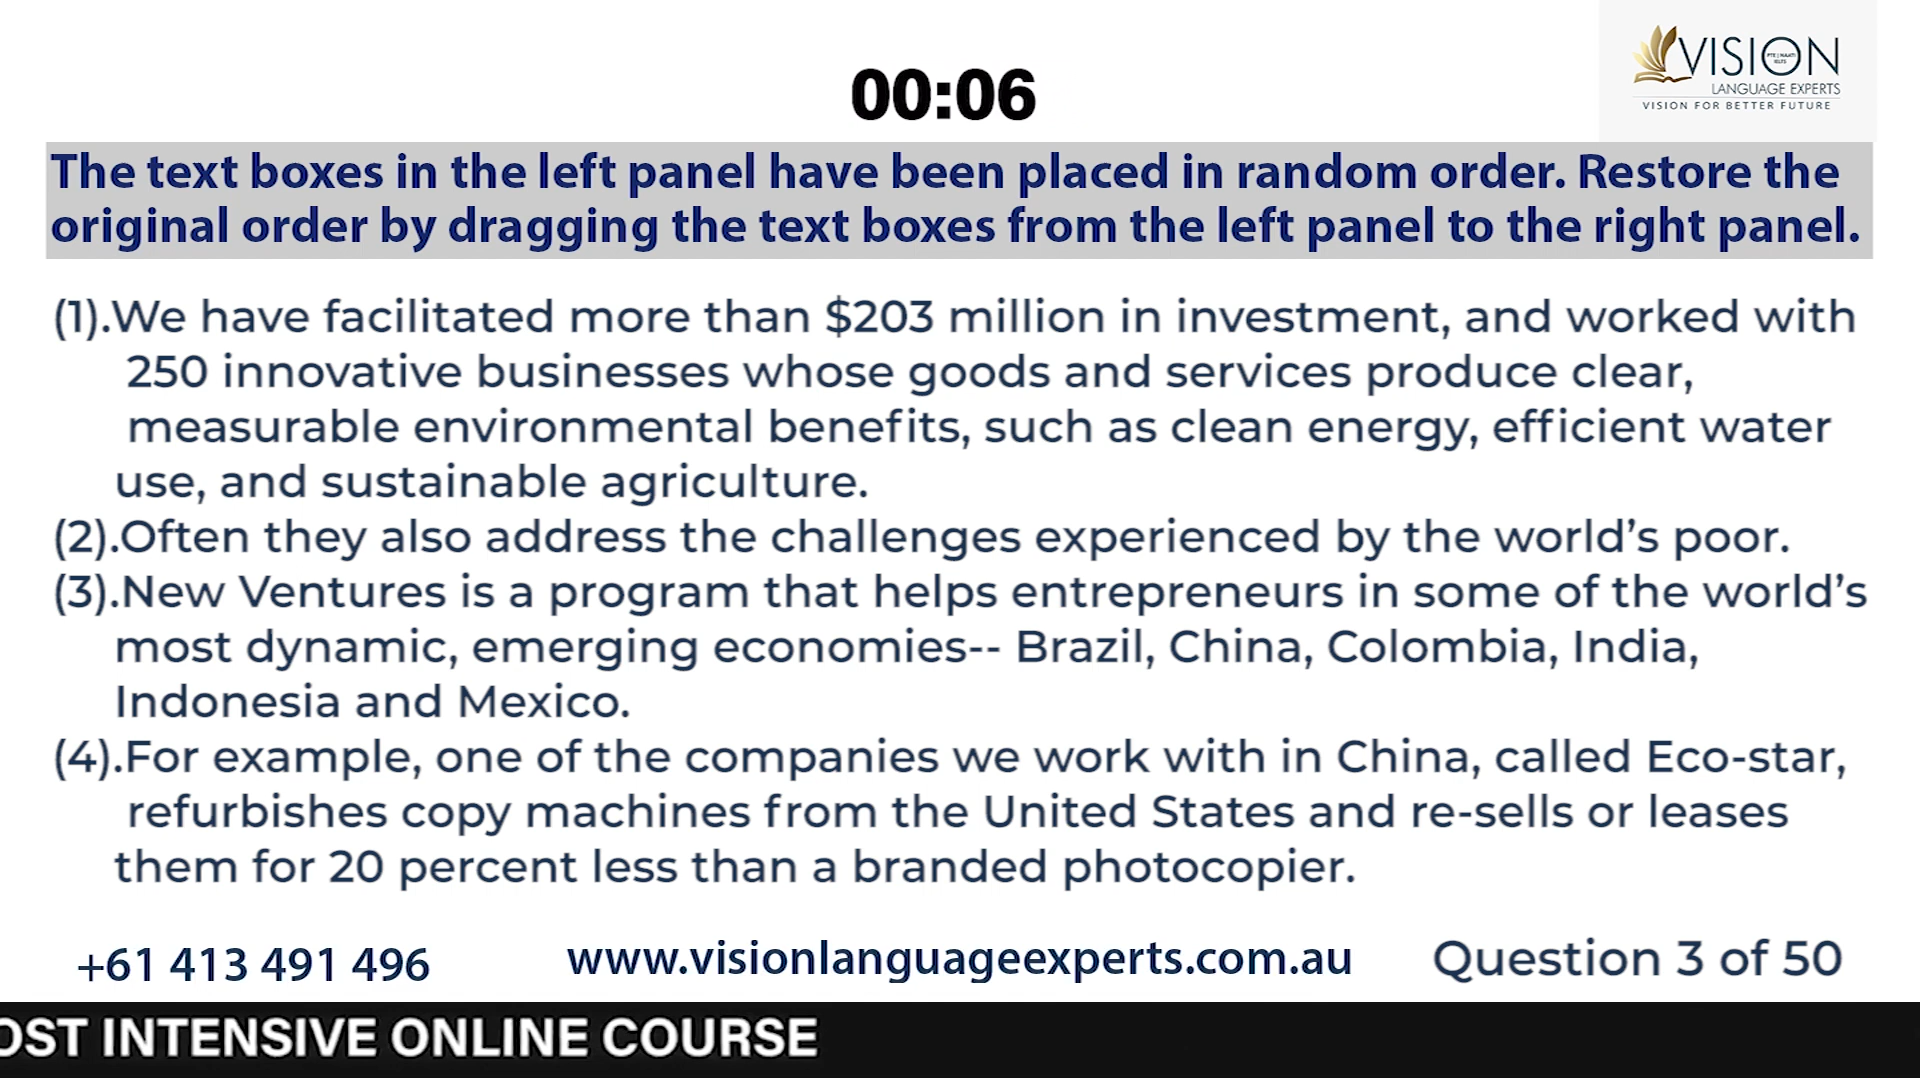 VISION
LANGUAGE EXPERTS
VISION FOR BETTER FUTURE
00:06
The text boxes in the left panel have been placed in random order. Restore the
original order by dragging the text boxes from the left panel to the right panel.
(1).We have facilitated more than $203 million in investment, and worked with
250 innovative businesses whose goods and services produce clear,
measurable environmental benefits, such as clean energy, efficient water
use, and sustainable agriculture.
(2).Often they also address the challenges experienced by the world's poor.
(3).New Ventures is a program that helps entrepreneurs in some of the world's
most dynamic, emerging economies-- Brazil, China, Colombia, India,
Indonesia and Mexico.
(4).For example, one of the companies we work with in China, called Eco-star,
refurbishes copy machines from the United States and re-sells or leases
them for 20 percent less than a branded photocopier.
+61 413 491 496
www.visionlanguageexperts.com.au
Question 3 of 50
OST INTENSIVE ONLINE COURSE